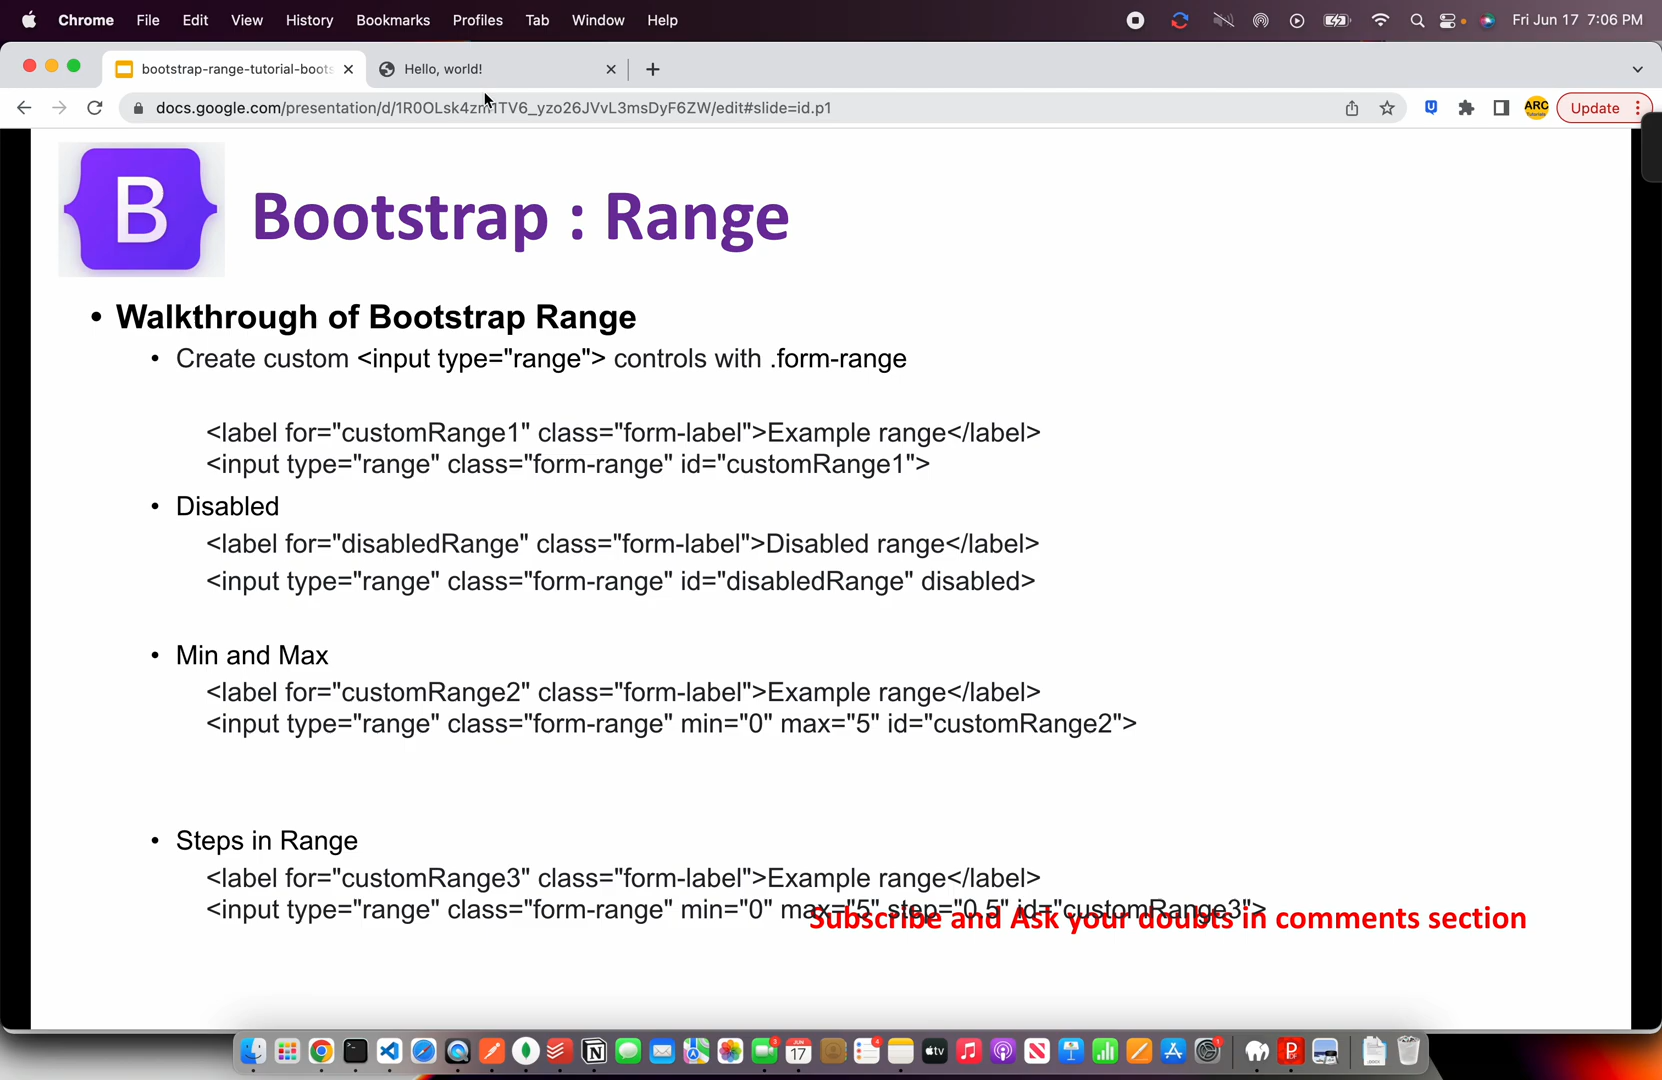 Chrome File Edit View History Bookmarks Profiles Tab Window Help Fri Jun 17 7:06 PM
bootstrap-range-tutorial-boots Hello, world!
docs.google.com/presentation/d/1R0OLsk4zm1TV6_yzo26JVvL3msDyF6ZW/edit#slide=id.p1 ARC Update
B
Bootstrap : Range
• Walkthrough of Bootstrap Range
• Create custom <input type="range"> controls with .form-range
<label for="customRange1" class="form-label">Example range</label>
<input type="range" class="form-range" id="customRange1">
• Disabled
<label for="disabledRange" class="form-label">Disabled range</label>
<input type="range" class="form-range" id="disabledRange" disabled>
• Min and Max
<label for="customRange2" class="form-label">Example range</label>
<input type="range" class="form-range" min="0" max="5" id="customRange2">
• Steps in Range
<label for="customRange3" class="form-label">Example range</label>
<input type="range" class="form-range" min="0" max="5" step="0.5" id="customRange3">
Subscribe and Ask your doubts in comments section